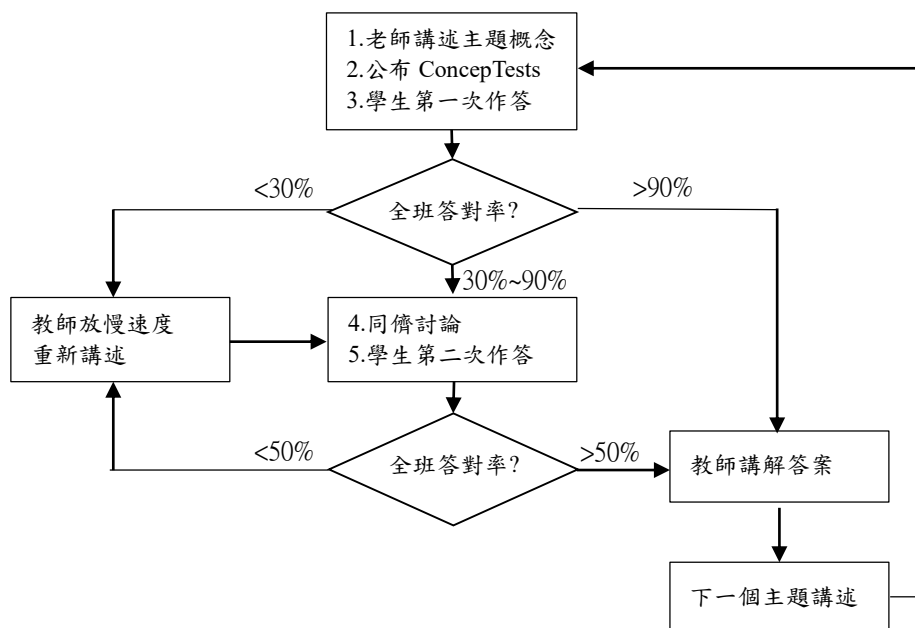 1.老師講述主題概念
2.公布 ConcepTests
3.學生第一次作答
<30%
>90%
全班答對率?
30%~90%
教師放慢速度
重新講述
4.同儕討論
5.學生第二次作答
<50%
全班答對率?
>50%
教師講解答案
下一個主題講述